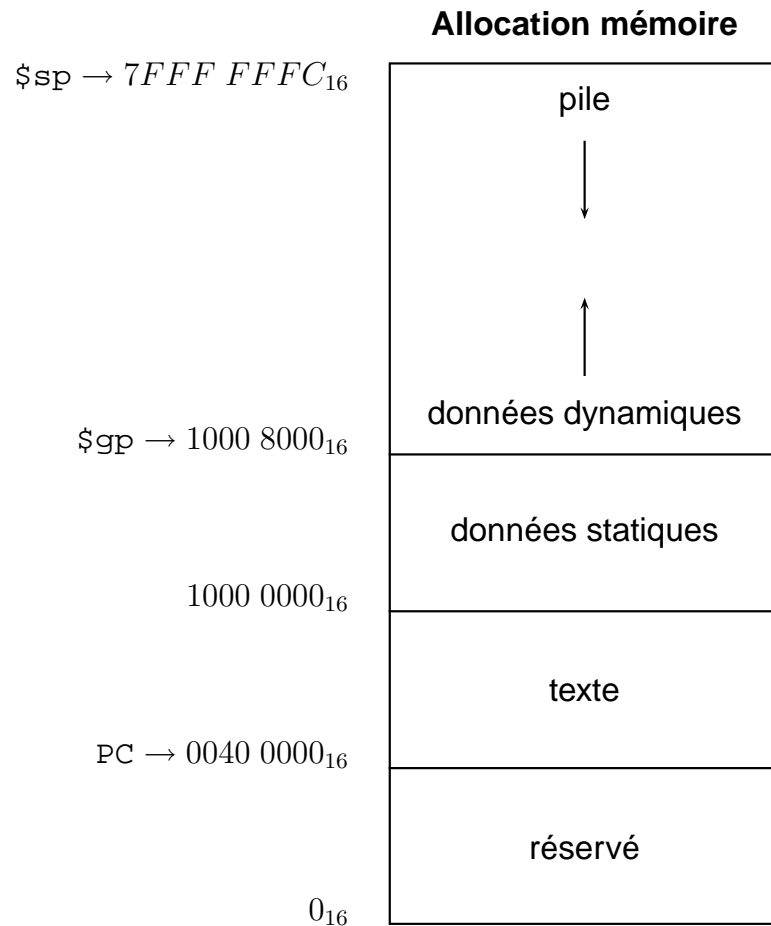 Allocation mémoire
$sp → 7FFF FFFC₁₆
pile
données dynamiques
$gp → 1000 8000₁₆
données statiques
1000 0000₁₆
texte
PC → 0040 0000₁₆
réservé
0₁₆